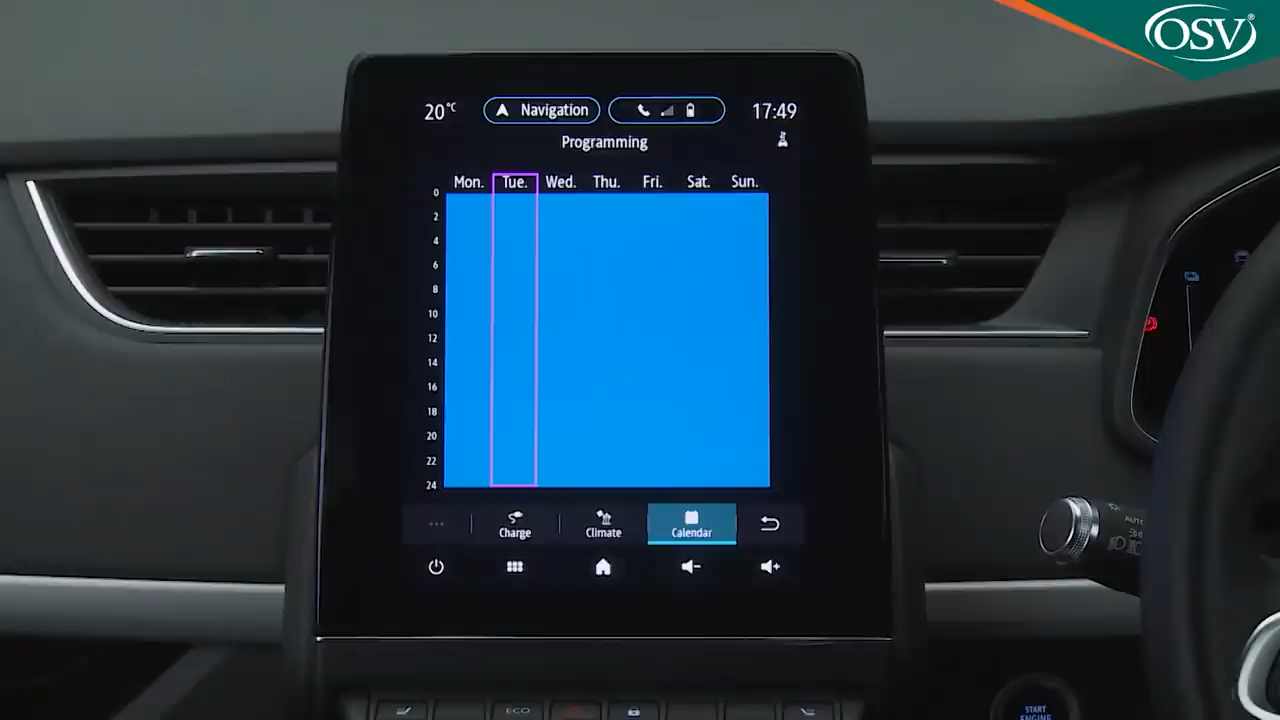 OSV®
20°C
Navigation
17:49
Programming
Mon. Tue. Wed. Thu. Fri. Sat. Sun.
0
2
4
6
8
10
12
14
16
18
20
22
24
...
Charge
Climate
Calendar
AUTO
ECO
START
ENGINE